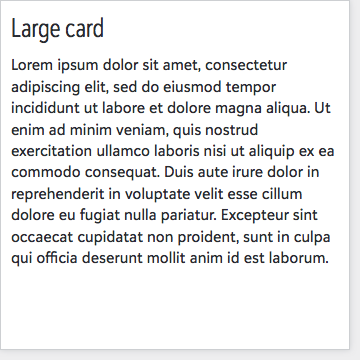 Large card
Lorem ipsum dolor sit amet, consectetur
adipiscing elit, sed do eiusmod tempor
incididunt ut labore et dolore magna aliqua. Ut
enim ad minim veniam, quis nostrud
exercitation ullamco laboris nisi ut aliquip ex ea
commodo consequat. Duis aute irure dolor in
reprehenderit in voluptate velit esse cillum
dolore eu fugiat nulla pariatur. Excepteur sint
occaecat cupidatat non proident, sunt in culpa
qui officia deserunt mollit anim id est laborum.